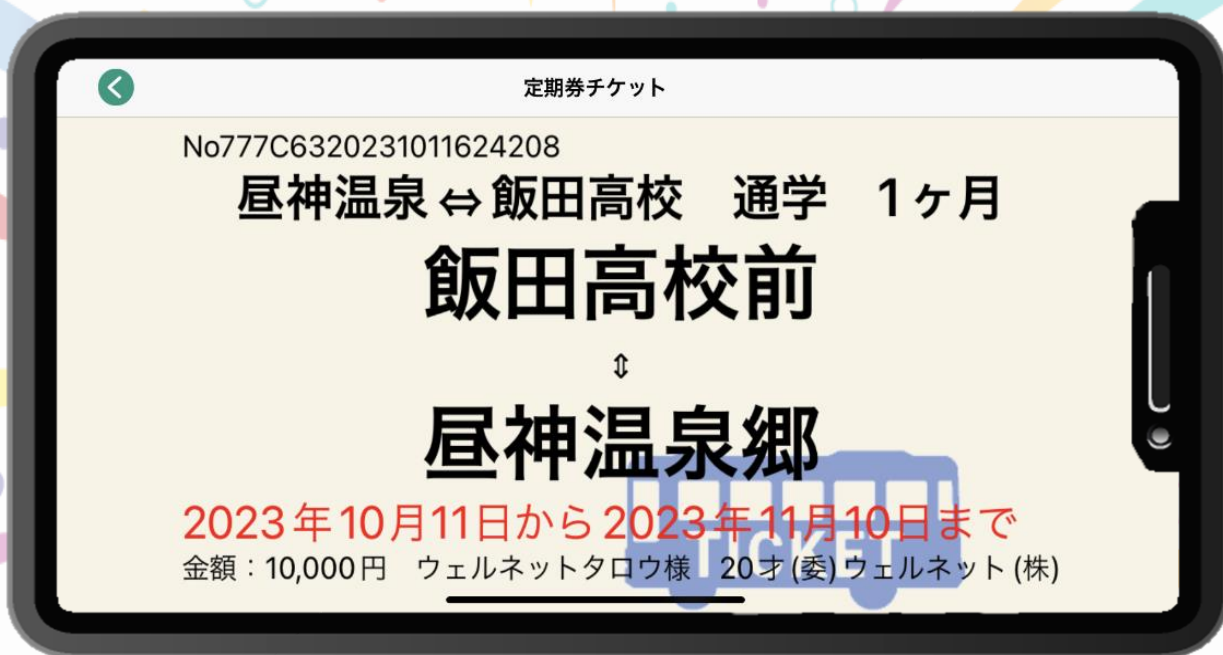 定期券チケット
No777C6320231011624208
昼神温泉⇔飯田高校　通学　1ヶ月
飯田高校前
⇕
昼神温泉郷
2023年10月11日から2023年11月10日まで
金額：10,000円　ウェルネットタロウ様　20才(委)ウェルネット(株)
TICKET